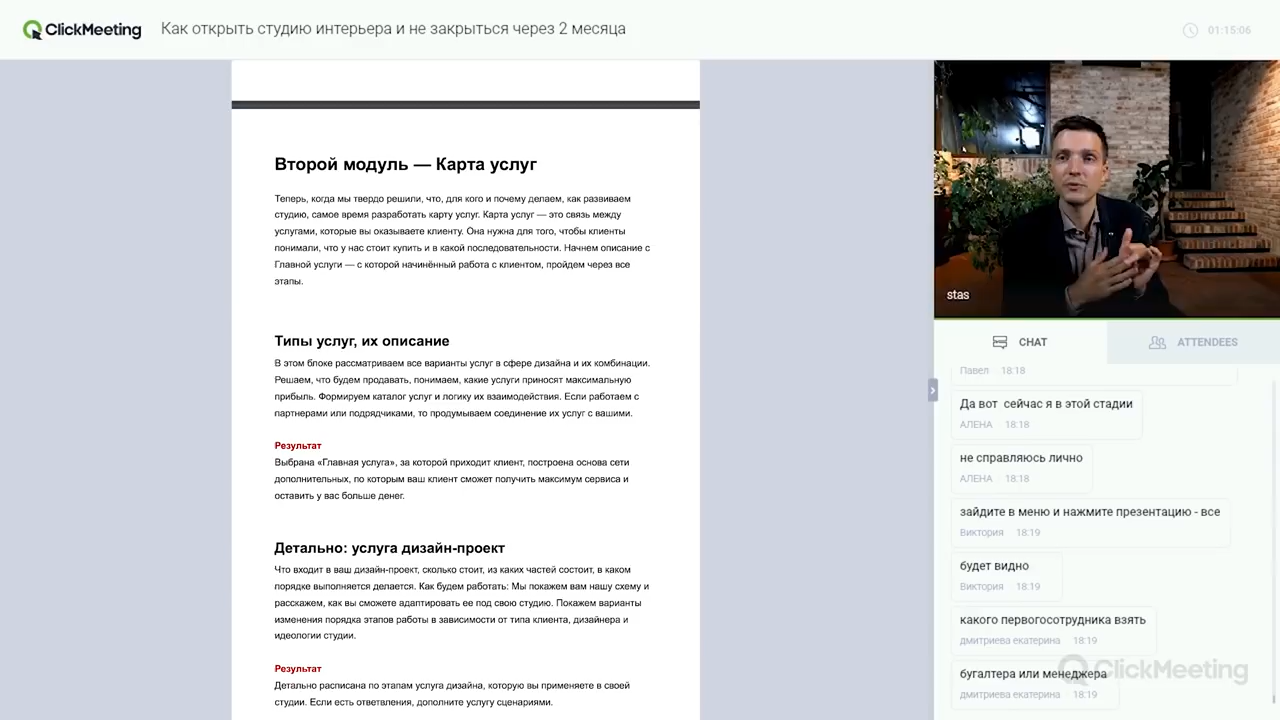 ClickMeeting
Как открыть студию интерьера и не закрыться через 2 месяца
01:15:06
Второй модуль — Карта услуг
Теперь, когда мы твердо решили, что, для кого и почему делаем, как развиваем
студию, самое время разработать карту услуг. Карта услуг — это связь между
услугами, которые вы оказываете клиенту. Она нужна для того, чтобы клиенты
понимали, что у нас стоит купить и в какой последовательности. Начнем описание с
Главной услуги — с которой начинённый работа с клиентом, пройдем через все
этапы.
Типы услуг, их описание
В этом блоке рассматриваем все варианты услуг в сфере дизайна и их комбинации.
Решаем, что будем продавать, понимаем, какие услуги приносят максимальную
прибыль. Формируем каталог услуг и логику их взаимодействия. Если работаем с
партнерами или подрядчиками, то продумываем соединение их услуг с вашими.
Результат
Выбрана «Главная услуга», за которой приходит клиент, построена основа сети
дополнительных, по которым ваш клиент сможет получить максимум сервиса и
оставить у вас больше денег.
Детально: услуга дизайн-проект
Что входит в ваш дизайн-проект, сколько стоит, из каких частей состоит, в каком
порядке выполняется делается. Как будем работать: Мы покажем вам нашу схему и
расскажем, как вы сможете адаптировать ее под свою студию. Покажем варианты
изменения порядка этапов работы в зависимости от типа клиента, дизайнера и
идеологии студии.
Результат
Детально расписана по этапам услуга дизайна, которую вы применяете в своей
студии. Если есть ответвления, дополните услугу сценариями.
stas
CHAT
ATTENDEES
Павел 18:18
Да вот сейчас я в этой стадии
АЛЕНА 18:18
не справляюсь лично
АЛЕНА 18:18
зайдите в меню и нажмите презентацию - все
Виктория 18:19
будет видно
Виктория 18:19
какого первогосотрудника взять
дмитриева екатерина 18:19
бугалтера или менеджера
дмитриева екатерина 18:19
ClickMeeting